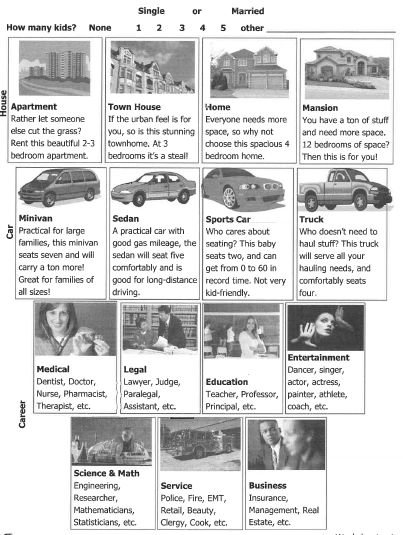 Single or Married
How many kids? None 1 2 3 4 5 other
House
Apartment
Rather let someone
else cut the grass?
Rent this beautiful 2-3
bedroom apartment.
Town House
If the urban feel is for
you, so is this stunning
townhome. At 3
bedrooms it's a steal!
Home
Everyone needs more
space, so why not
choose this spacious 4
bedroom home.
Mansion
You have a ton of stuff
and need more space.
12 bedrooms of space?
Then this is for you!
Car
Minivan
Practical for large
families, this minivan
seats seven and will
carry a ton more!
Great for families of
all sizes!
Sedan
A practical car with
good gas mileage, the
sedan will seat five
comfortably and is
good for long-distance
driving.
Sports Car
Who cares about
seating? This baby
seats two, and can
get from 0 to 60 in
record time. Not very
kid-friendly.
Truck
Who doesn't need to
haul stuff? This truck
will serve all your
hauling needs, and
comfortably seats
four.
Career
Medical
Dentist, Doctor,
Nurse, Pharmacist,
Therapist, etc.
Legal
Lawyer, Judge,
Paralegal,
Assistant, etc.
Education
Teacher, Professor,
Principal, etc.
Entertainment
Dancer, singer,
actor, actress,
painter, athlete,
coach, etc.
Science & Math
Engineering,
Researcher,
Mathematicians,
Statisticians, etc.
Service
Police, Fire, EMT,
Retail, Beauty,
Clergy, Cook, etc.
Business
Insurance,
Management, Real
Estate, etc.